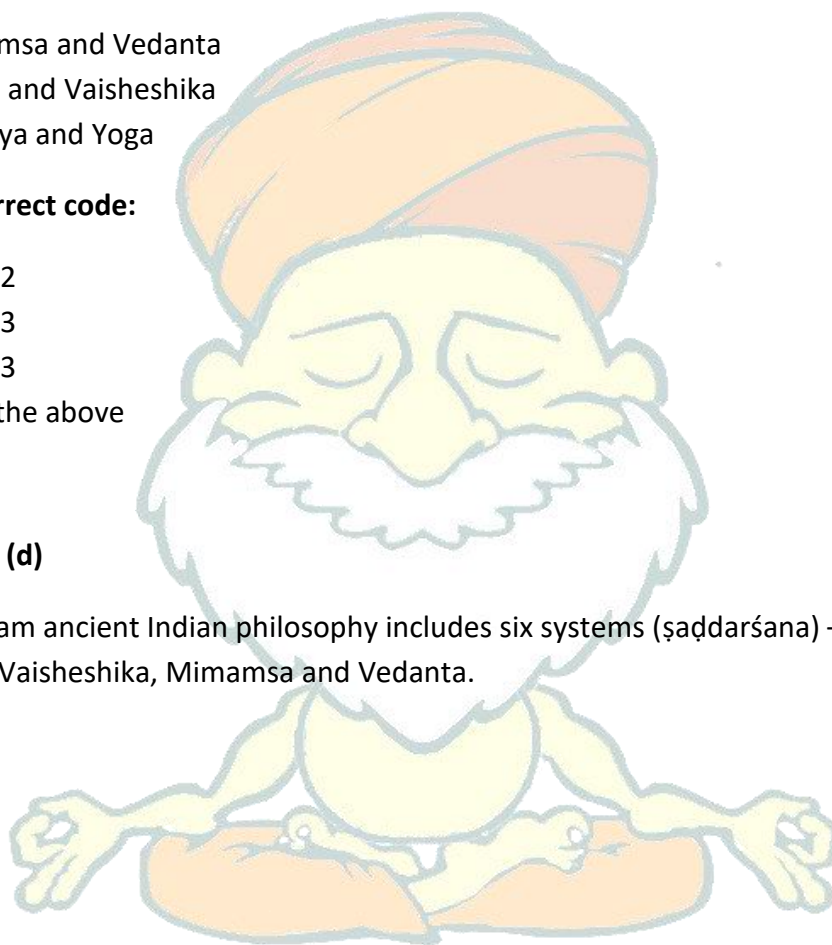 msa and Vedanta
and Vaisheshika
ya and Yoga
rrect code:
2
3
3
the above
(d)
am ancient Indian philosophy includes six systems (ṣaḍdarśana) -
Vaisheshika, Mimamsa and Vedanta.